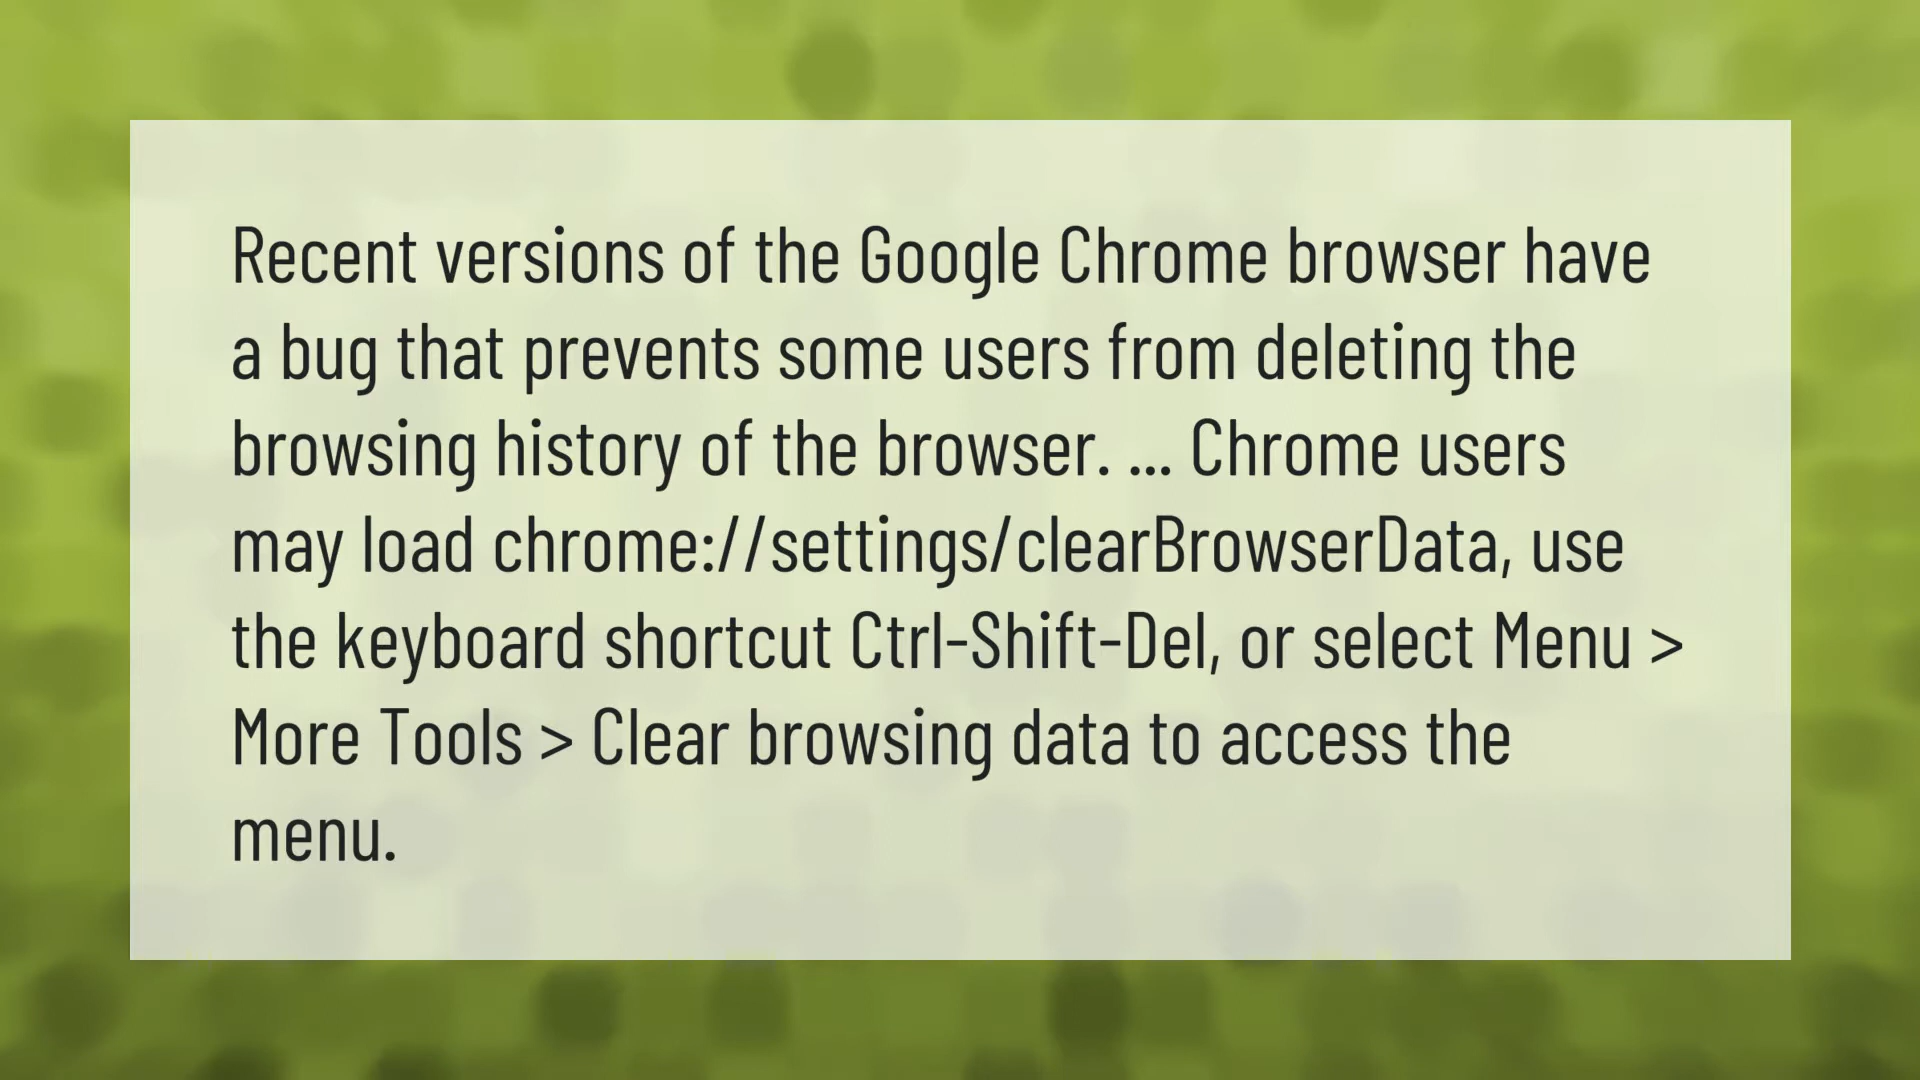 Recent versions of the Google Chrome browser have
a bug that prevents some users from deleting the
browsing history of the browser. ... Chrome users
may load chrome://settings/clearBrowserData, use
the keyboard shortcut Ctrl-Shift-Del, or select Menu >
More Tools > Clear browsing data to access the
menu.